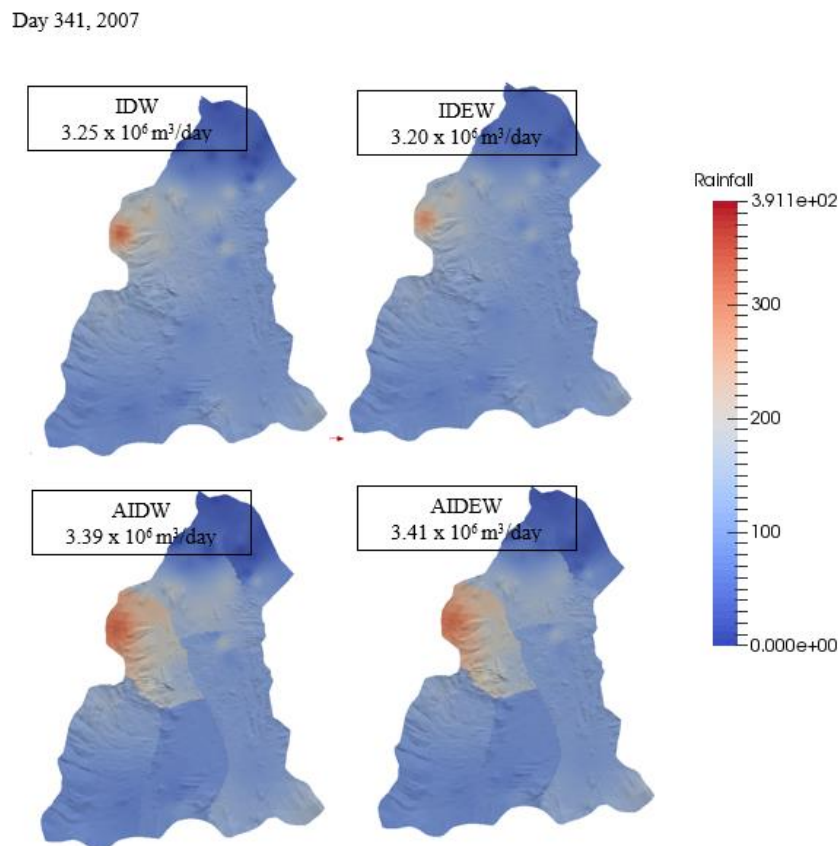 Day 341, 2007
IDW
3.25 x 10⁶ m³/day
IDEW
3.20 x 10⁶ m³/day
Rainfall
3.911e+02
300
200
100
0.000e+00
AIDW
3.39 x 10⁶ m³/day
AIDEW
3.41 x 10⁶ m³/day